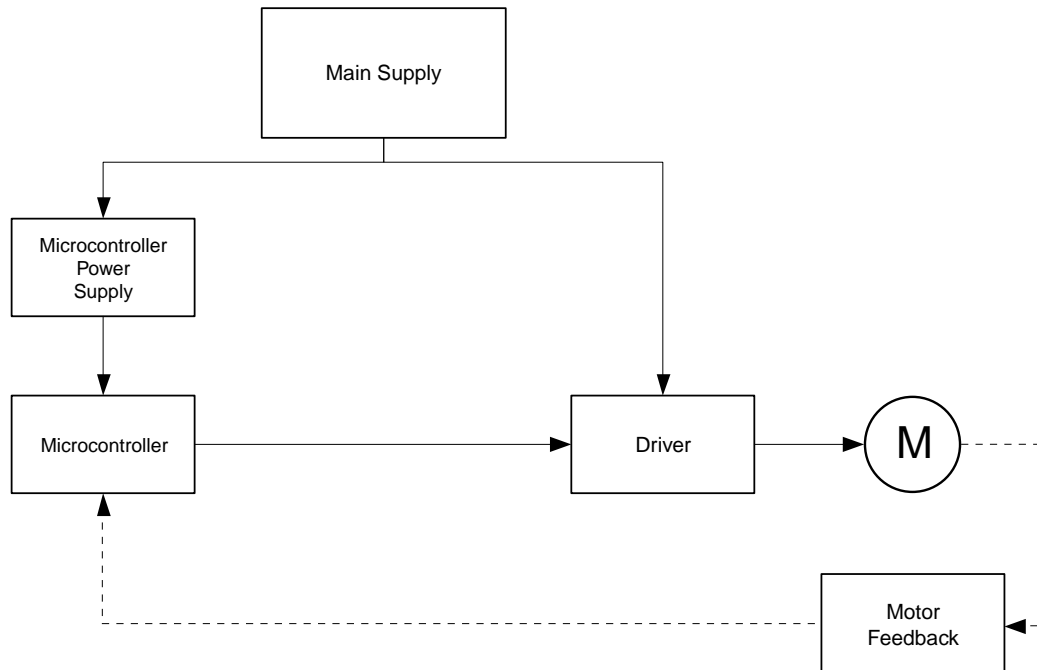 Main Supply
Microcontroller
Power
Supply
Microcontroller
Driver
M
Motor
Feedback